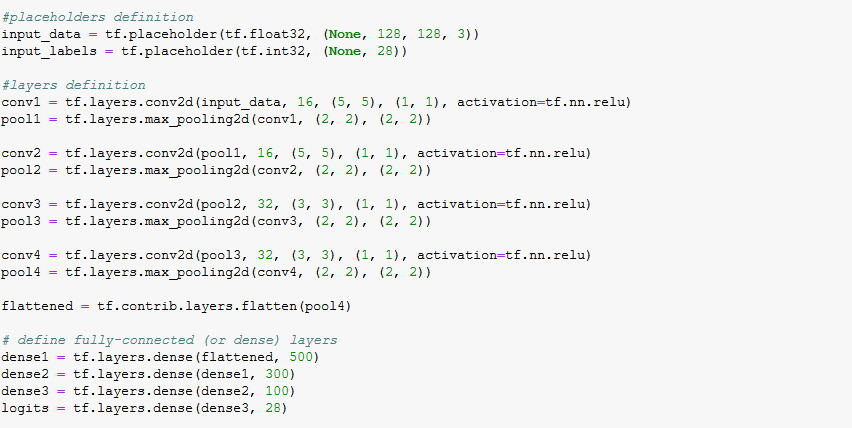 #placeholders definition
input_data = tf.placeholder(tf.float32, (None, 128, 128, 3))
input_labels = tf.placeholder(tf.int32, (None, 28))
#layers definition
conv1 = tf.layers.conv2d(input_data, 16, (5, 5), (1, 1), activation=tf.nn.relu)
pool1 = tf.layers.max_pooling2d(conv1, (2, 2), (2, 2))
conv2 = tf.layers.conv2d(pool1, 16, (5, 5), (1, 1), activation=tf.nn.relu)
pool2 = tf.layers.max_pooling2d(conv2, (2, 2), (2, 2))
conv3 = tf.layers.conv2d(pool2, 32, (3, 3), (1, 1), activation=tf.nn.relu)
pool3 = tf.layers.max_pooling2d(conv3, (2, 2), (2, 2))
conv4 = tf.layers.conv2d(pool3, 32, (3, 3), (1, 1), activation=tf.nn.relu)
pool4 = tf.layers.max_pooling2d(conv4, (2, 2), (2, 2))
flattened = tf.contrib.layers.flatten(pool4)
# define fully-connected (or dense) layers
dense1 = tf.layers.dense(flattened, 500)
dense2 = tf.layers.dense(dense1, 300)
dense3 = tf.layers.dense(dense2, 100)
logits = tf.layers.dense(dense3, 28)